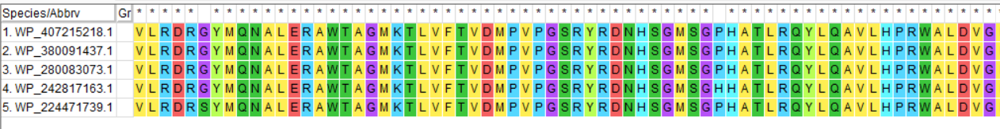 Species/Abbrv Gr * * * * *   * * * * * * * * * * * * * * * * * * * * * * * * * * * * * * * * * * * * * * *   * * * * * * * * * * * * * * * * * * * * *
1. WP_407215218.1 V L R D R G Y M Q N A L E R A W T A G M K T L V F T V D M P V P G S R Y R D N H S G M S G P H A T L R Q Y L Q A V L H P R W A L D V G
2. WP_380091437.1 V L R D R G Y M Q N A L E R A W T A G M K T L V F T V D M P V P G S R Y R D N H S G M S G P H A T L R Q Y L Q A V L H P R W A L D V G
3. WP_280083073.1 V L R D R G Y M Q N A L E R A W T A G M K T L V F T V D M P V P G S R Y R D N H S G M S G P H A T L R Q Y L Q A V L H P R W A L D V G
4. WP_242817163.1 V L R D R G Y M Q N A L E R A W T A G M K T L V F T V D M P V P G S R Y R D N H S G M S G H H A T L R Q Y L Q A V L H P R W A L D V G
5. WP_224471739.1 V L R D R S Y M Q N A L E R A W T A G M K T L V F T V D M P V P G S R Y R D N H S G M S G H H A T L R Q Y L Q A V L H P R W A L D V G